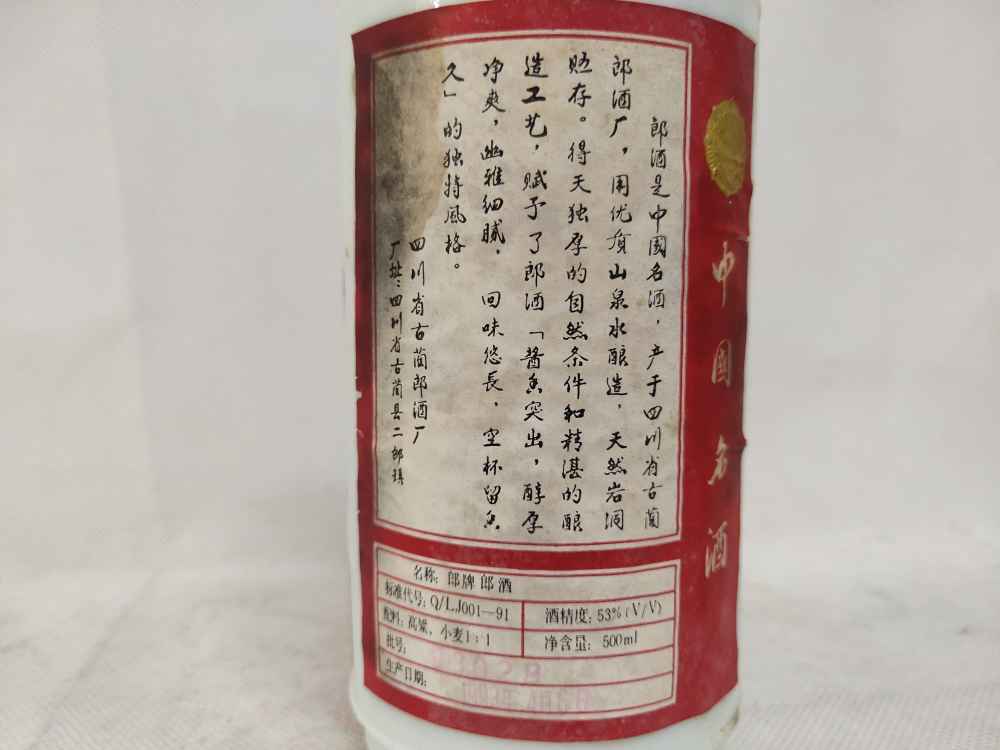 郎酒是中國名酒，产于四川省古蔺
郎酒厂，用优质山泉水酿造，天然岩洞
贮存。得天独厚的自然条件和精湛的酿
造工艺，赋予了郎酒「酱香突出，醇厚
净爽，幽雅细腻，回味悠長，空杯留香
久」的独特风格。
四川省古蔺郎酒厂
厂址：四川省古蔺县二郎镇
中國名酒
名称：郎牌郎酒
标准代号：Q/LJ001—91
酒精度：53%(V/V)
配料：高粱、小麦1：1
净含量：500ml
批号：
生产日期：